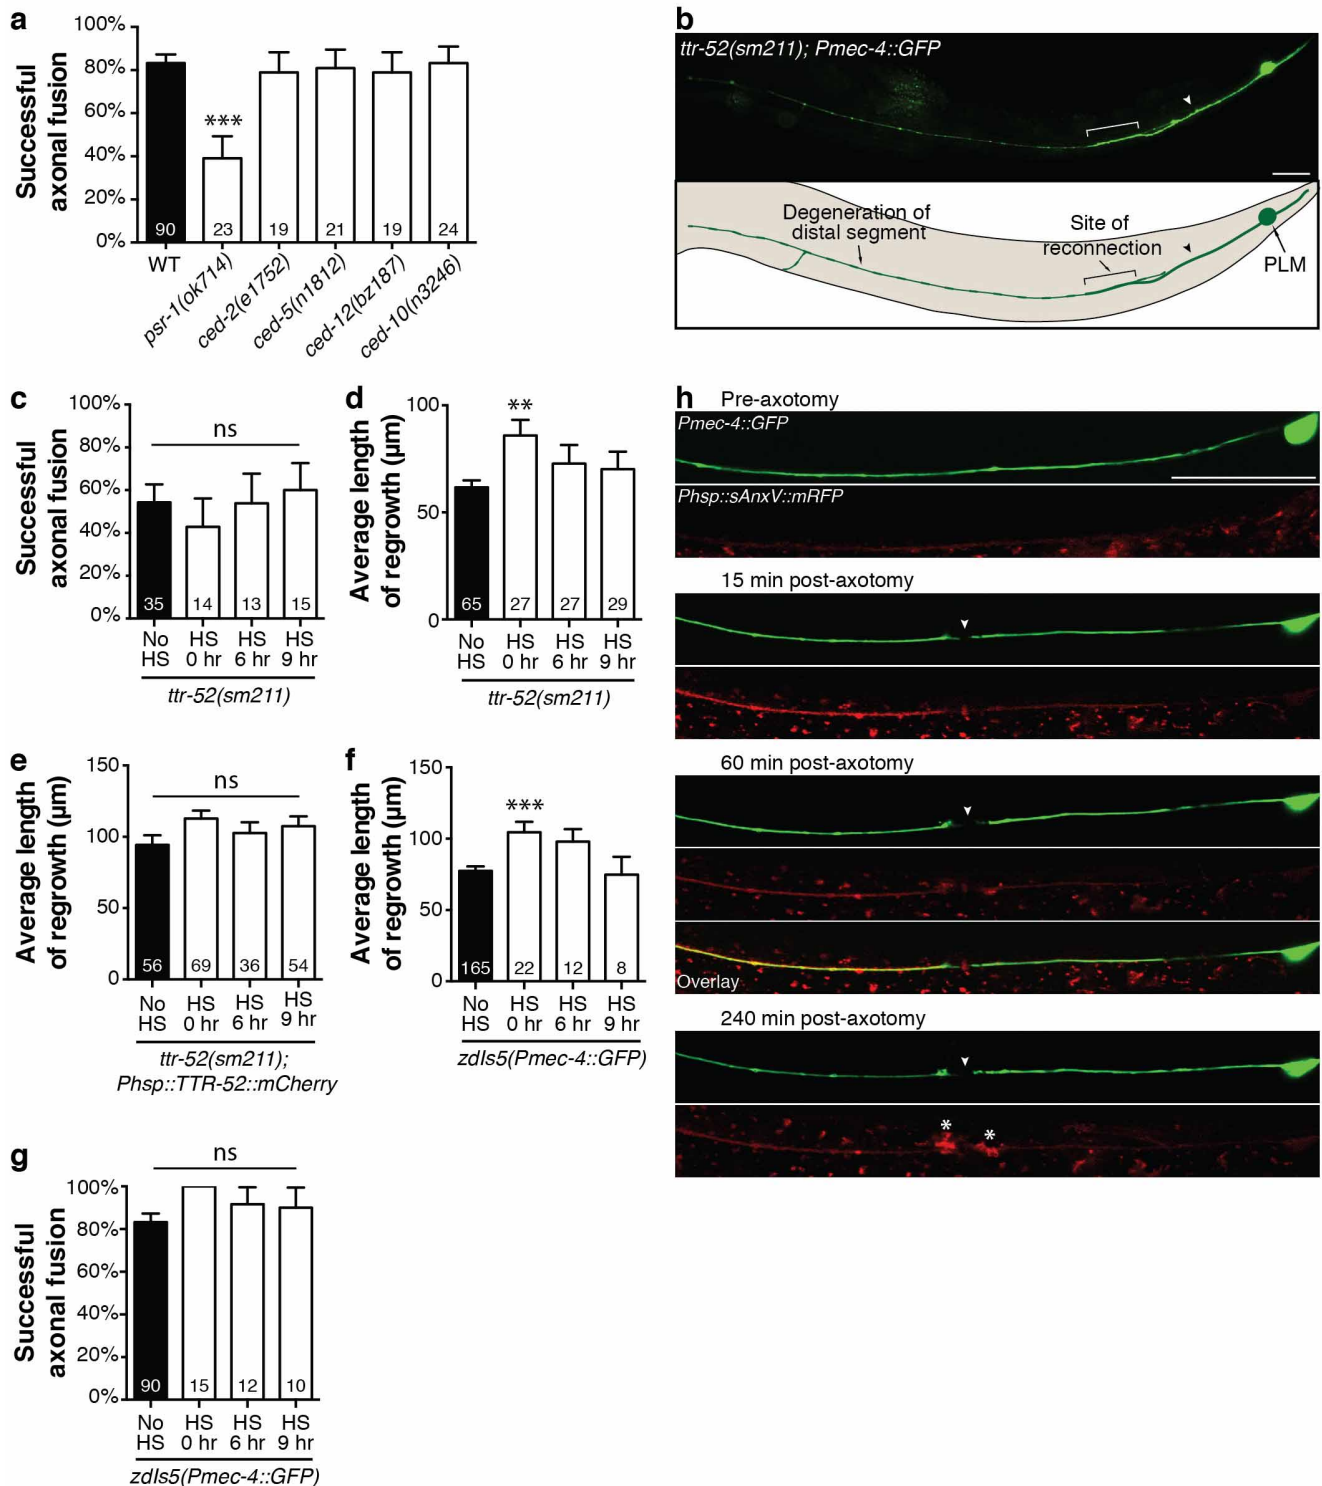 a
Successful
axonal fusion
100%
80%
60%
40%
20%
0%
***
90
23
19
21
19
24
WT
psr-1(ok714)
ced-2(e1752)
ced-5(n1812)
ced-12(bz187)
ced-10(n3246)
b
ttr-52(sm211); Pmec-4::GFP
Degeneration of
distal segment
Site of
reconnection
PLM
c
Successful
axonal fusion
100%
80%
60%
40%
20%
0%
ns
35
14
13
15
No
HS
HS
0 hr
HS
6 hr
HS
9 hr
ttr-52(sm211)
d
Average length
of regrowth (µm)
100
50
0
**
65
27
27
29
No
HS
HS
0 hr
HS
6 hr
HS
9 hr
ttr-52(sm211)
e
Average length
of regrowth (µm)
150
100
50
0
ns
56
69
36
54
No
HS
HS
0 hr
HS
6 hr
HS
9 hr
ttr-52(sm211);
Phsp::TTR-52::mCherry
f
Average length
of regrowth (µm)
150
100
50
0
***
165
22
12
8
No
HS
HS
0 hr
HS
6 hr
HS
9 hr
zdIs5(Pmec-4::GFP)
g
Successful
axonal fusion
100%
80%
60%
40%
20%
0%
ns
90
15
12
10
No
HS
HS
0 hr
HS
6 hr
HS
9 hr
zdIs5(Pmec-4::GFP)
h
Pre-axotomy
Pmec-4::GFP
Phsp::sAnxV::mRFP
15 min post-axotomy
60 min post-axotomy
Overlay
240 min post-axotomy
*
*